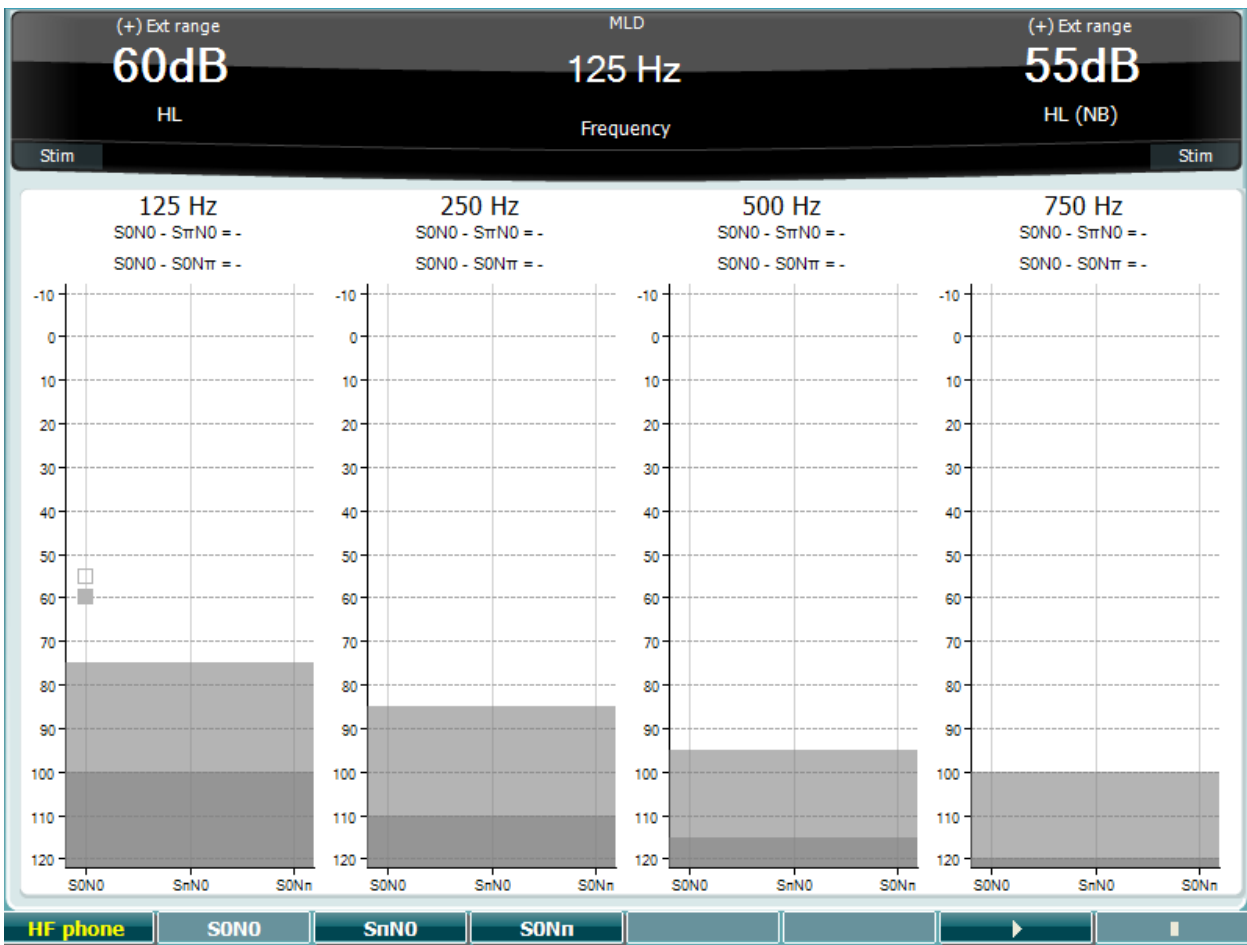 (+) Ext range MLD (+) Ext range
60dB 125 Hz 55dB
HL Frequency HL (NB)
Stim Stim
125 Hz 250 Hz 500 Hz 750 Hz
S0N0 - SπN0 = - S0N0 - SπN0 = - S0N0 - SπN0 = - S0N0 - SπN0 = -
S0N0 - S0Nπ = - S0N0 - S0Nπ = - S0N0 - S0Nπ = - S0N0 - S0Nπ = -
-10 -10 -10 -10
0 0 0 0
10 10 10 10
20 20 20 20
30 30 30 30
40 40 40 40
50 50 50 50
60 60 60 60
70 70 70 70
80 80 80 80
90 90 90 90
100 100 100 100
110 110 110 110
120 120 120 120
S0N0 SπN0 S0Nπ S0N0 SπN0 S0Nπ S0N0 SπN0 S0Nπ S0N0 SπN0 S0Nπ
HF phone S0N0 SπN0 S0Nπ